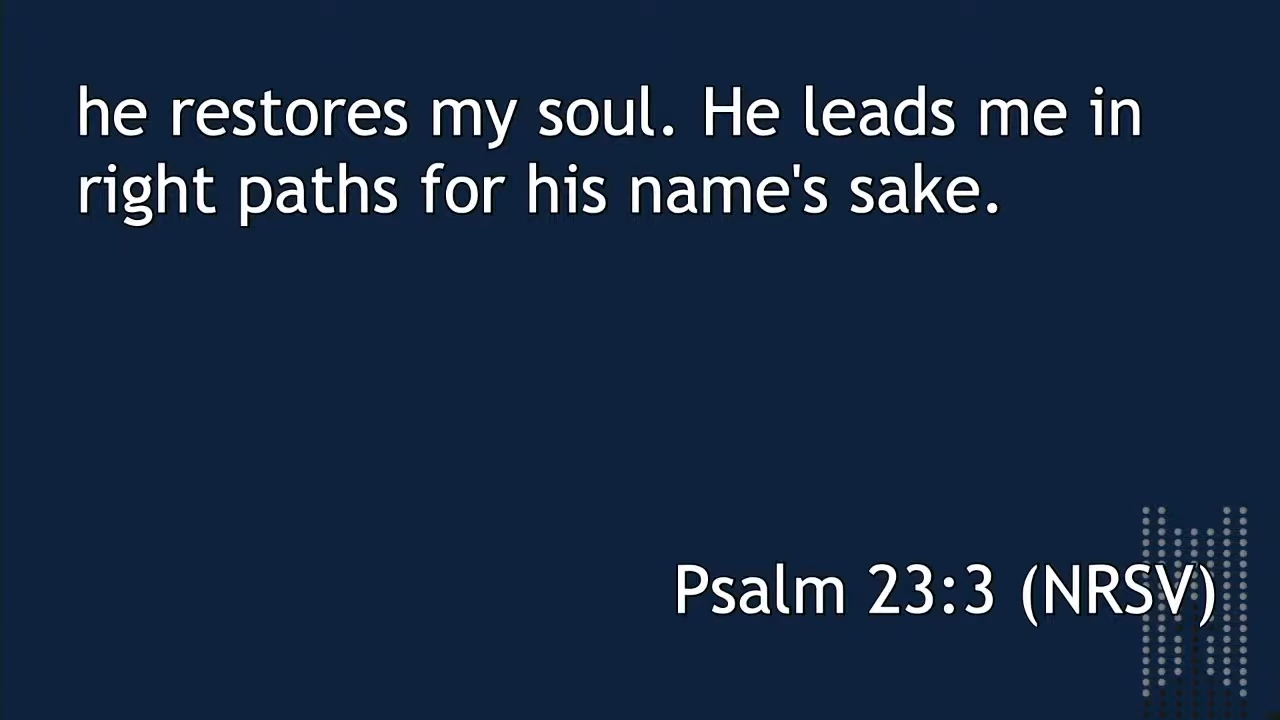 he restores my soul. He leads me in
right paths for his name's sake.
Psalm 23:3 (NRSV)